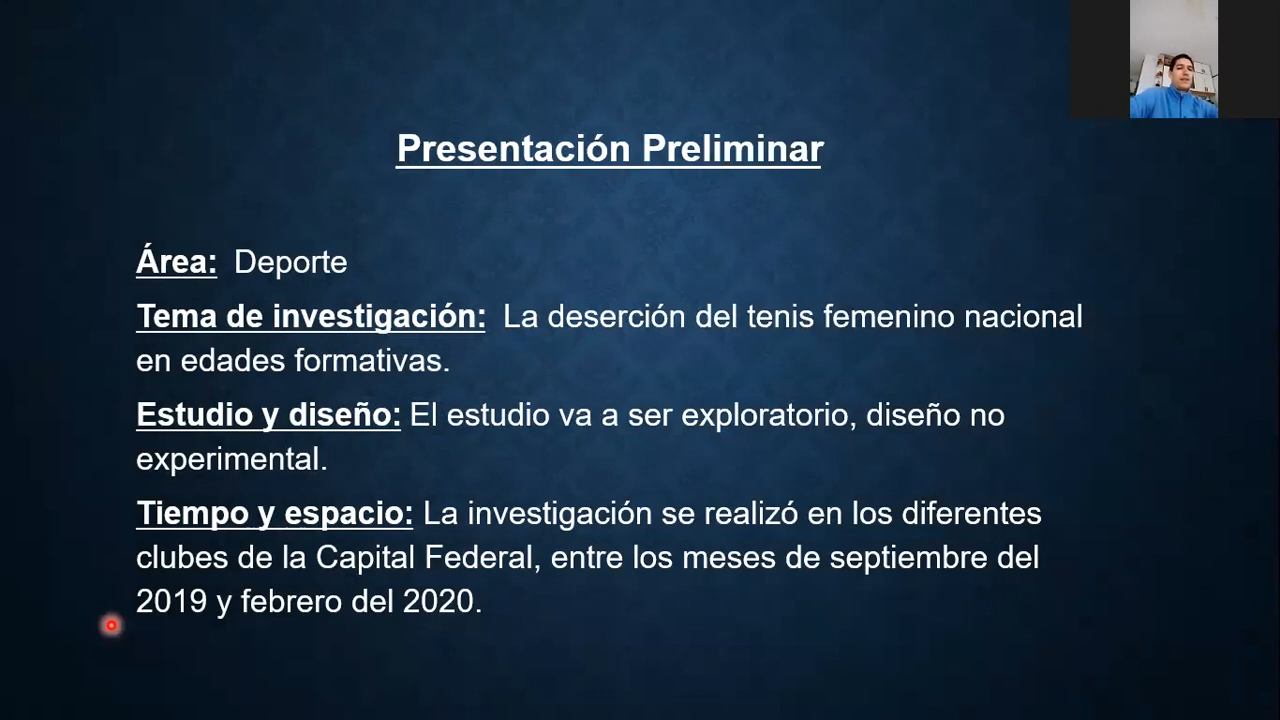 Presentación Preliminar
Área: Deporte
Tema de investigación: La deserción del tenis femenino nacional
en edades formativas.
Estudio y diseño: El estudio va a ser exploratorio, diseño no
experimental.
Tiempo y espacio: La investigación se realizó en los diferentes
clubes de la Capital Federal, entre los meses de septiembre del
2019 y febrero del 2020.